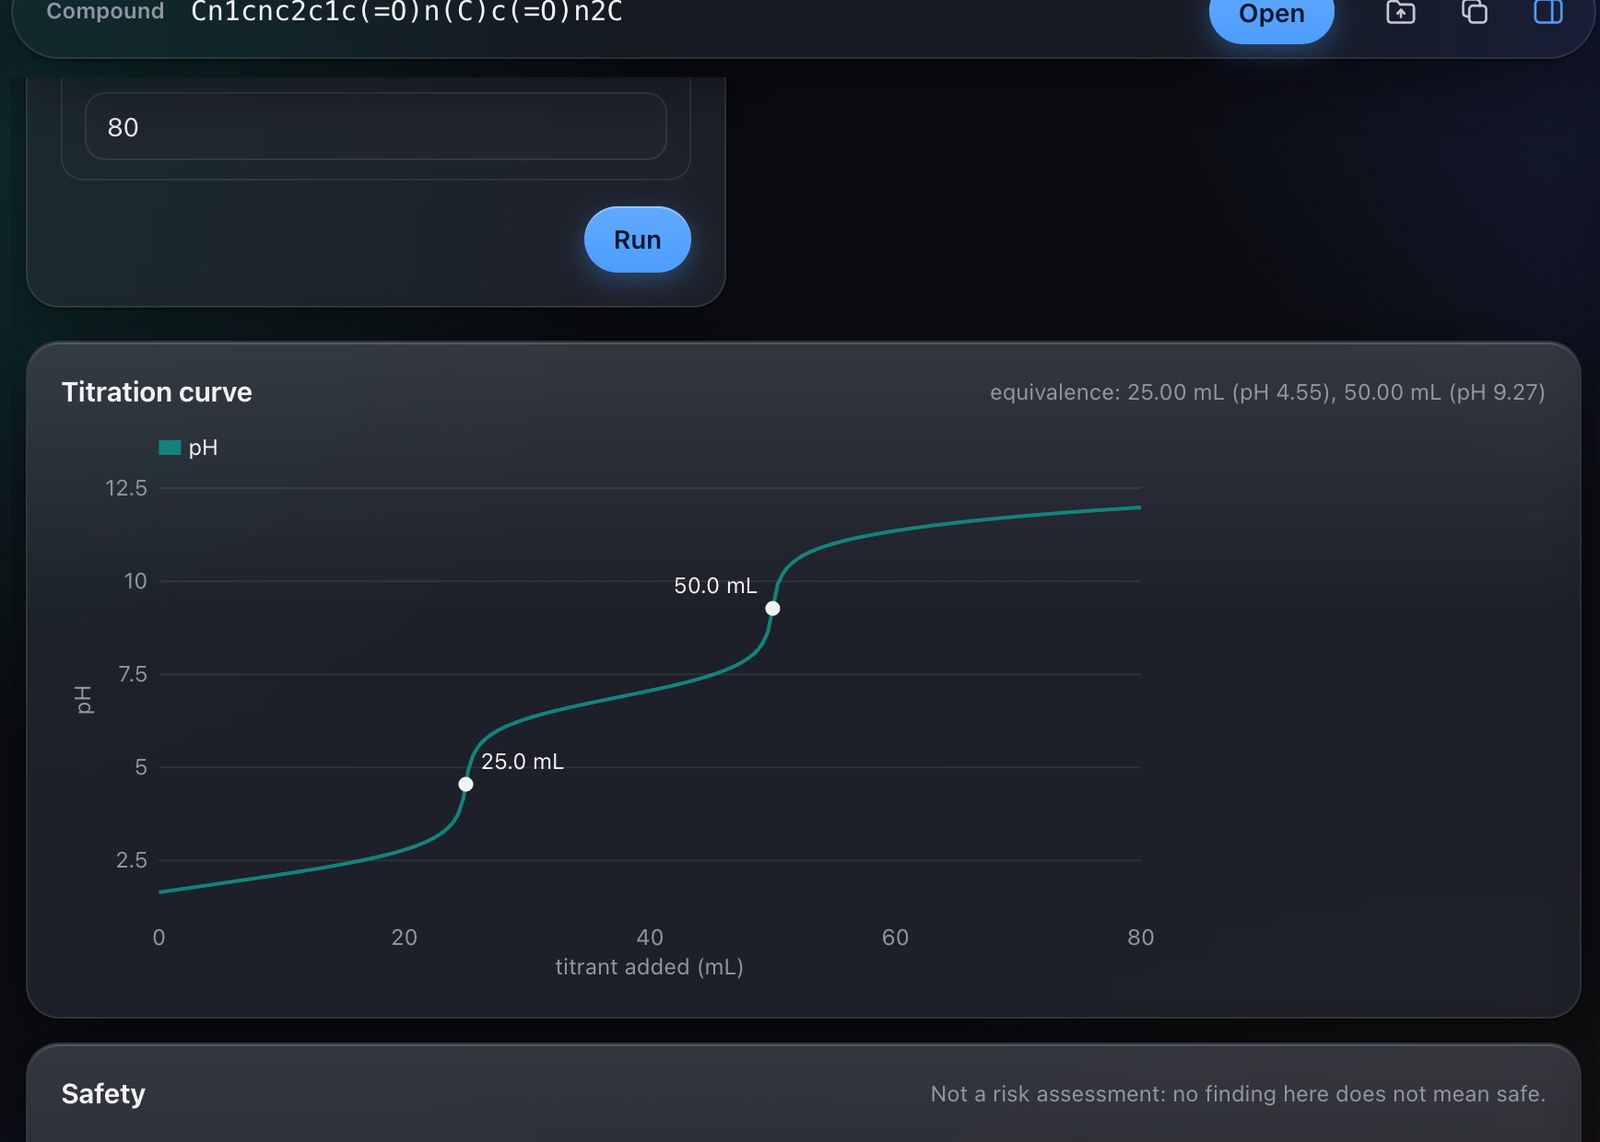 Compound Cn1cnc2c1c(=O)n(C)c(=O)n2C Open
80
Run
Titration curve
equivalence: 25.00 mL (pH 4.55), 50.00 mL (pH 9.27)
pH
12.5
10
7.5
5
2.5
pH
50.0 mL
25.0 mL
0 20 40 60 80
titrant added (mL)
Safety
Not a risk assessment: no finding here does not mean safe.